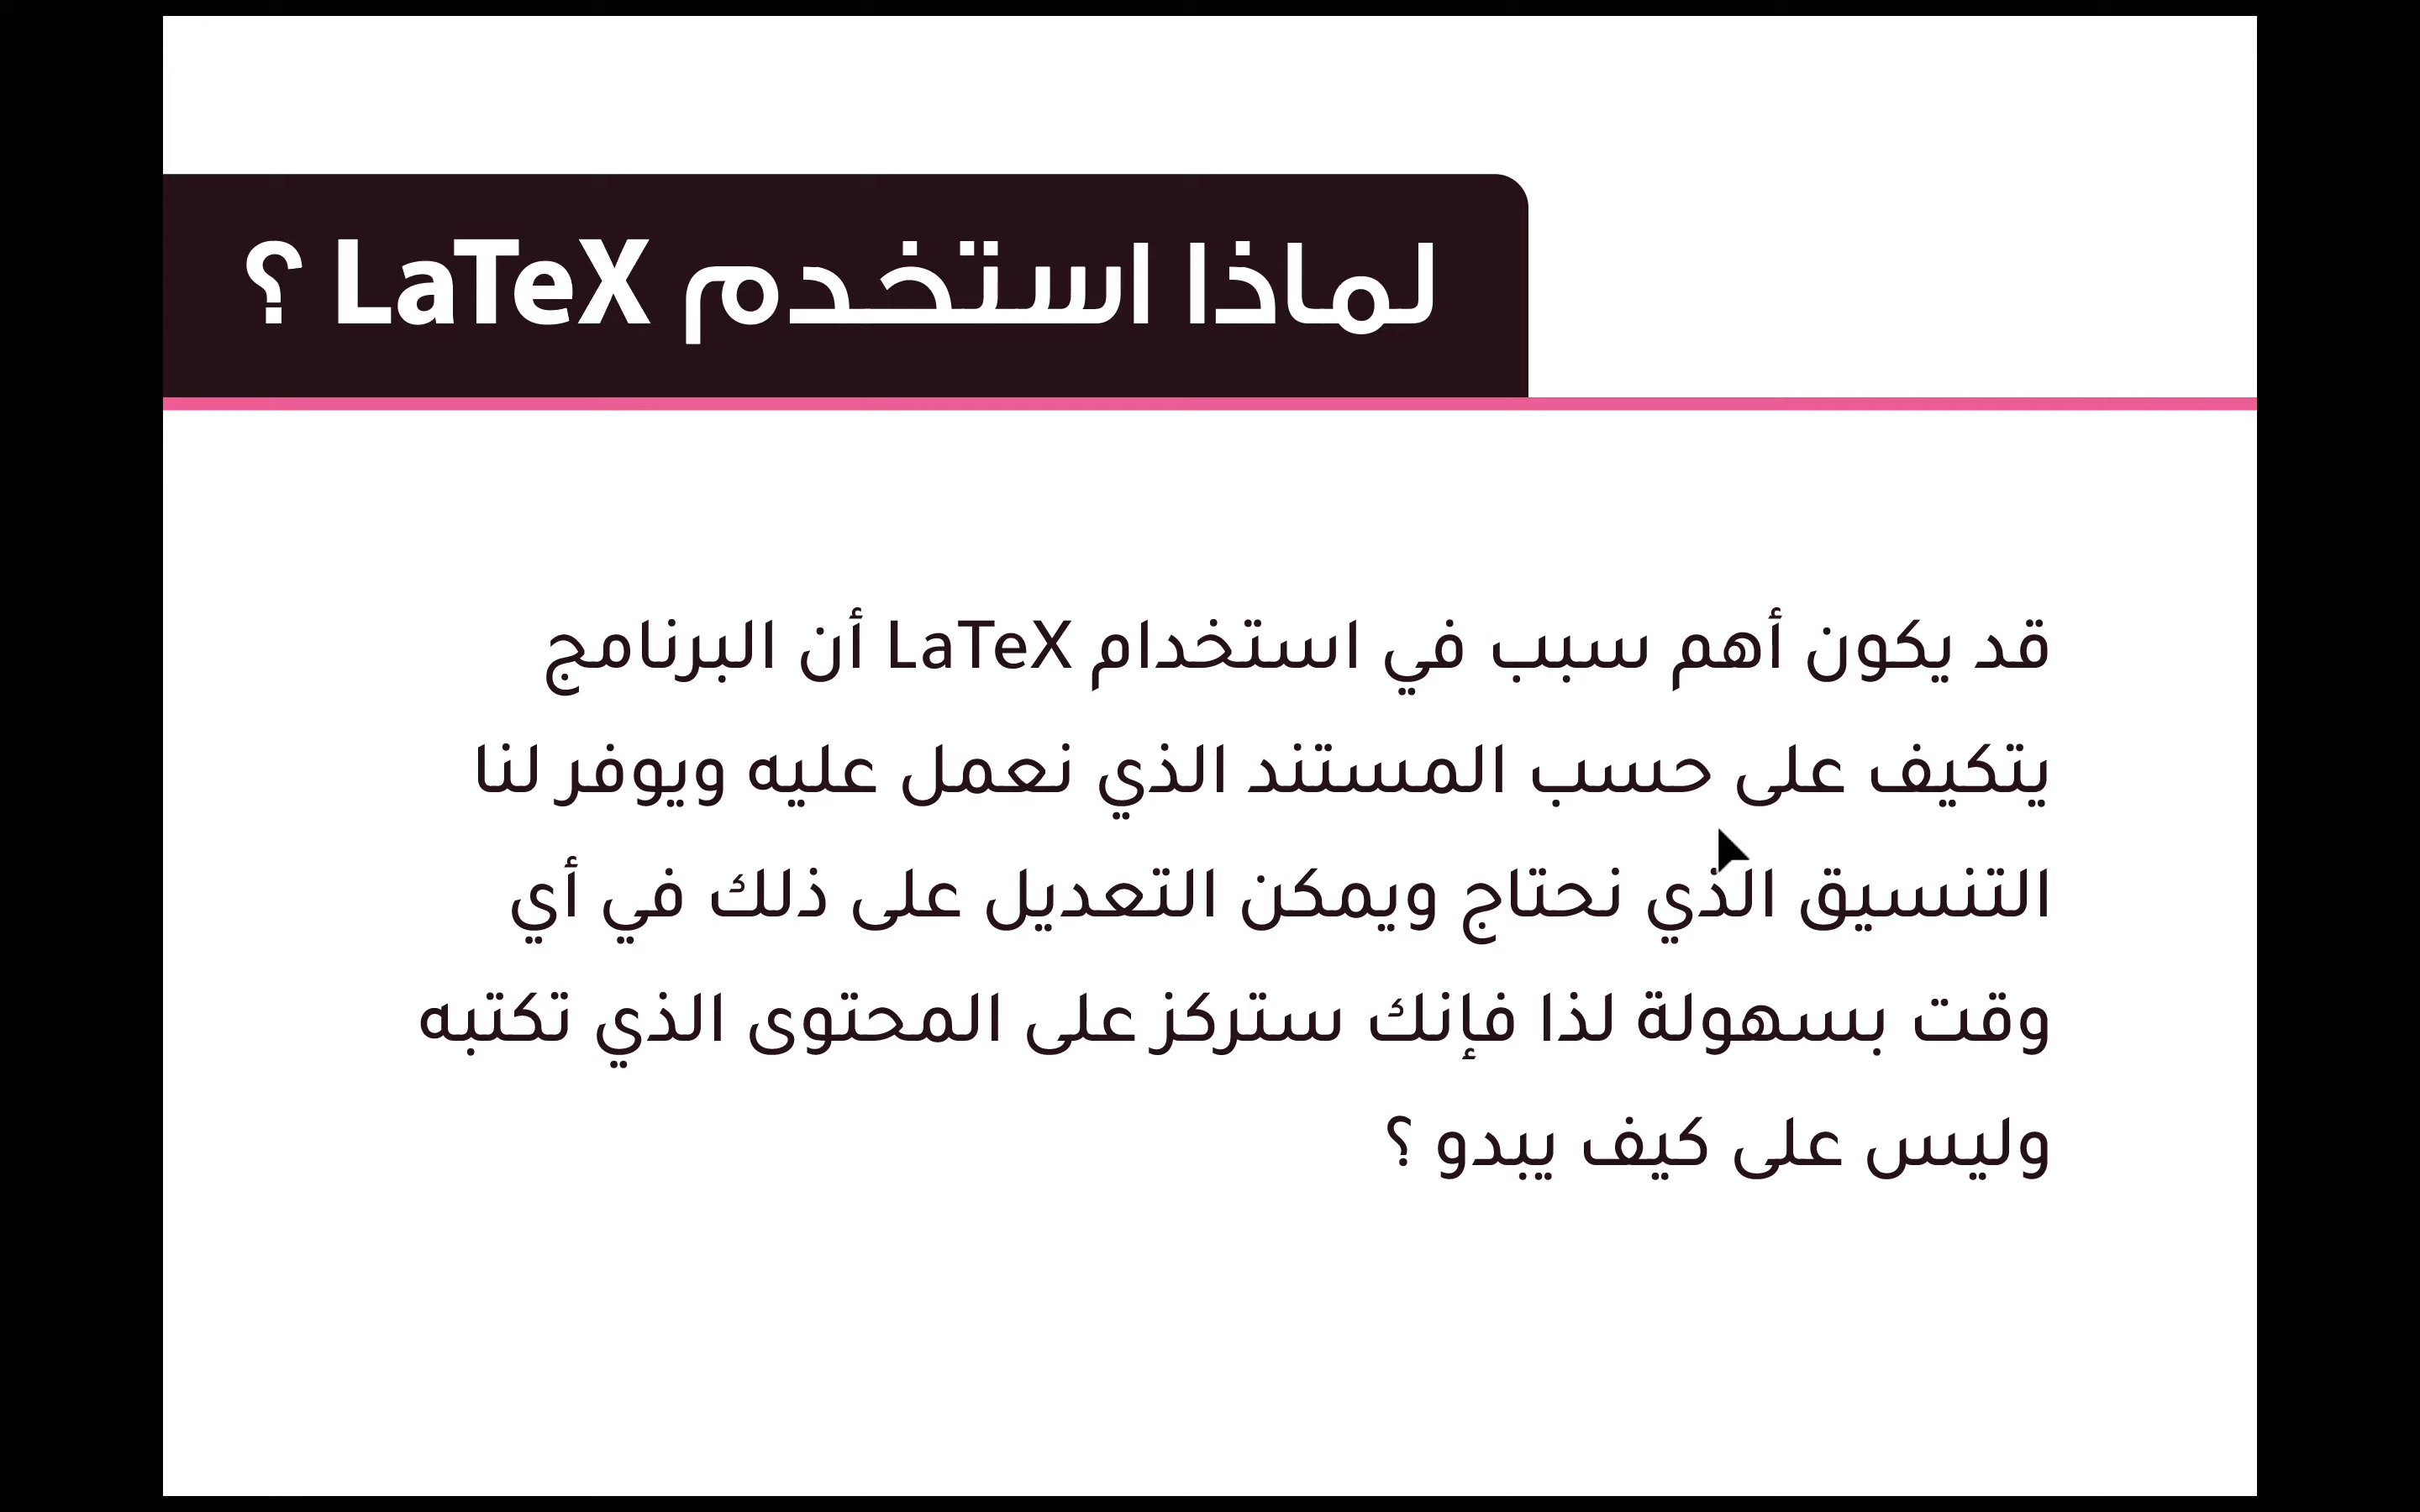 لماذا استخدم LaTeX ؟
قد يكون أهم سبب في استخدام LaTeX أن البرنامج
يتكيف على حسب المستند الذي نعمل عليه ويوفر لنا
التنسيق الذي نحتاج ويمكن التعديل على ذلك في أي
وقت بسهولة لذا فإنك ستركز على المحتوى الذي تكتبه
وليس على كيف يبدو ؟